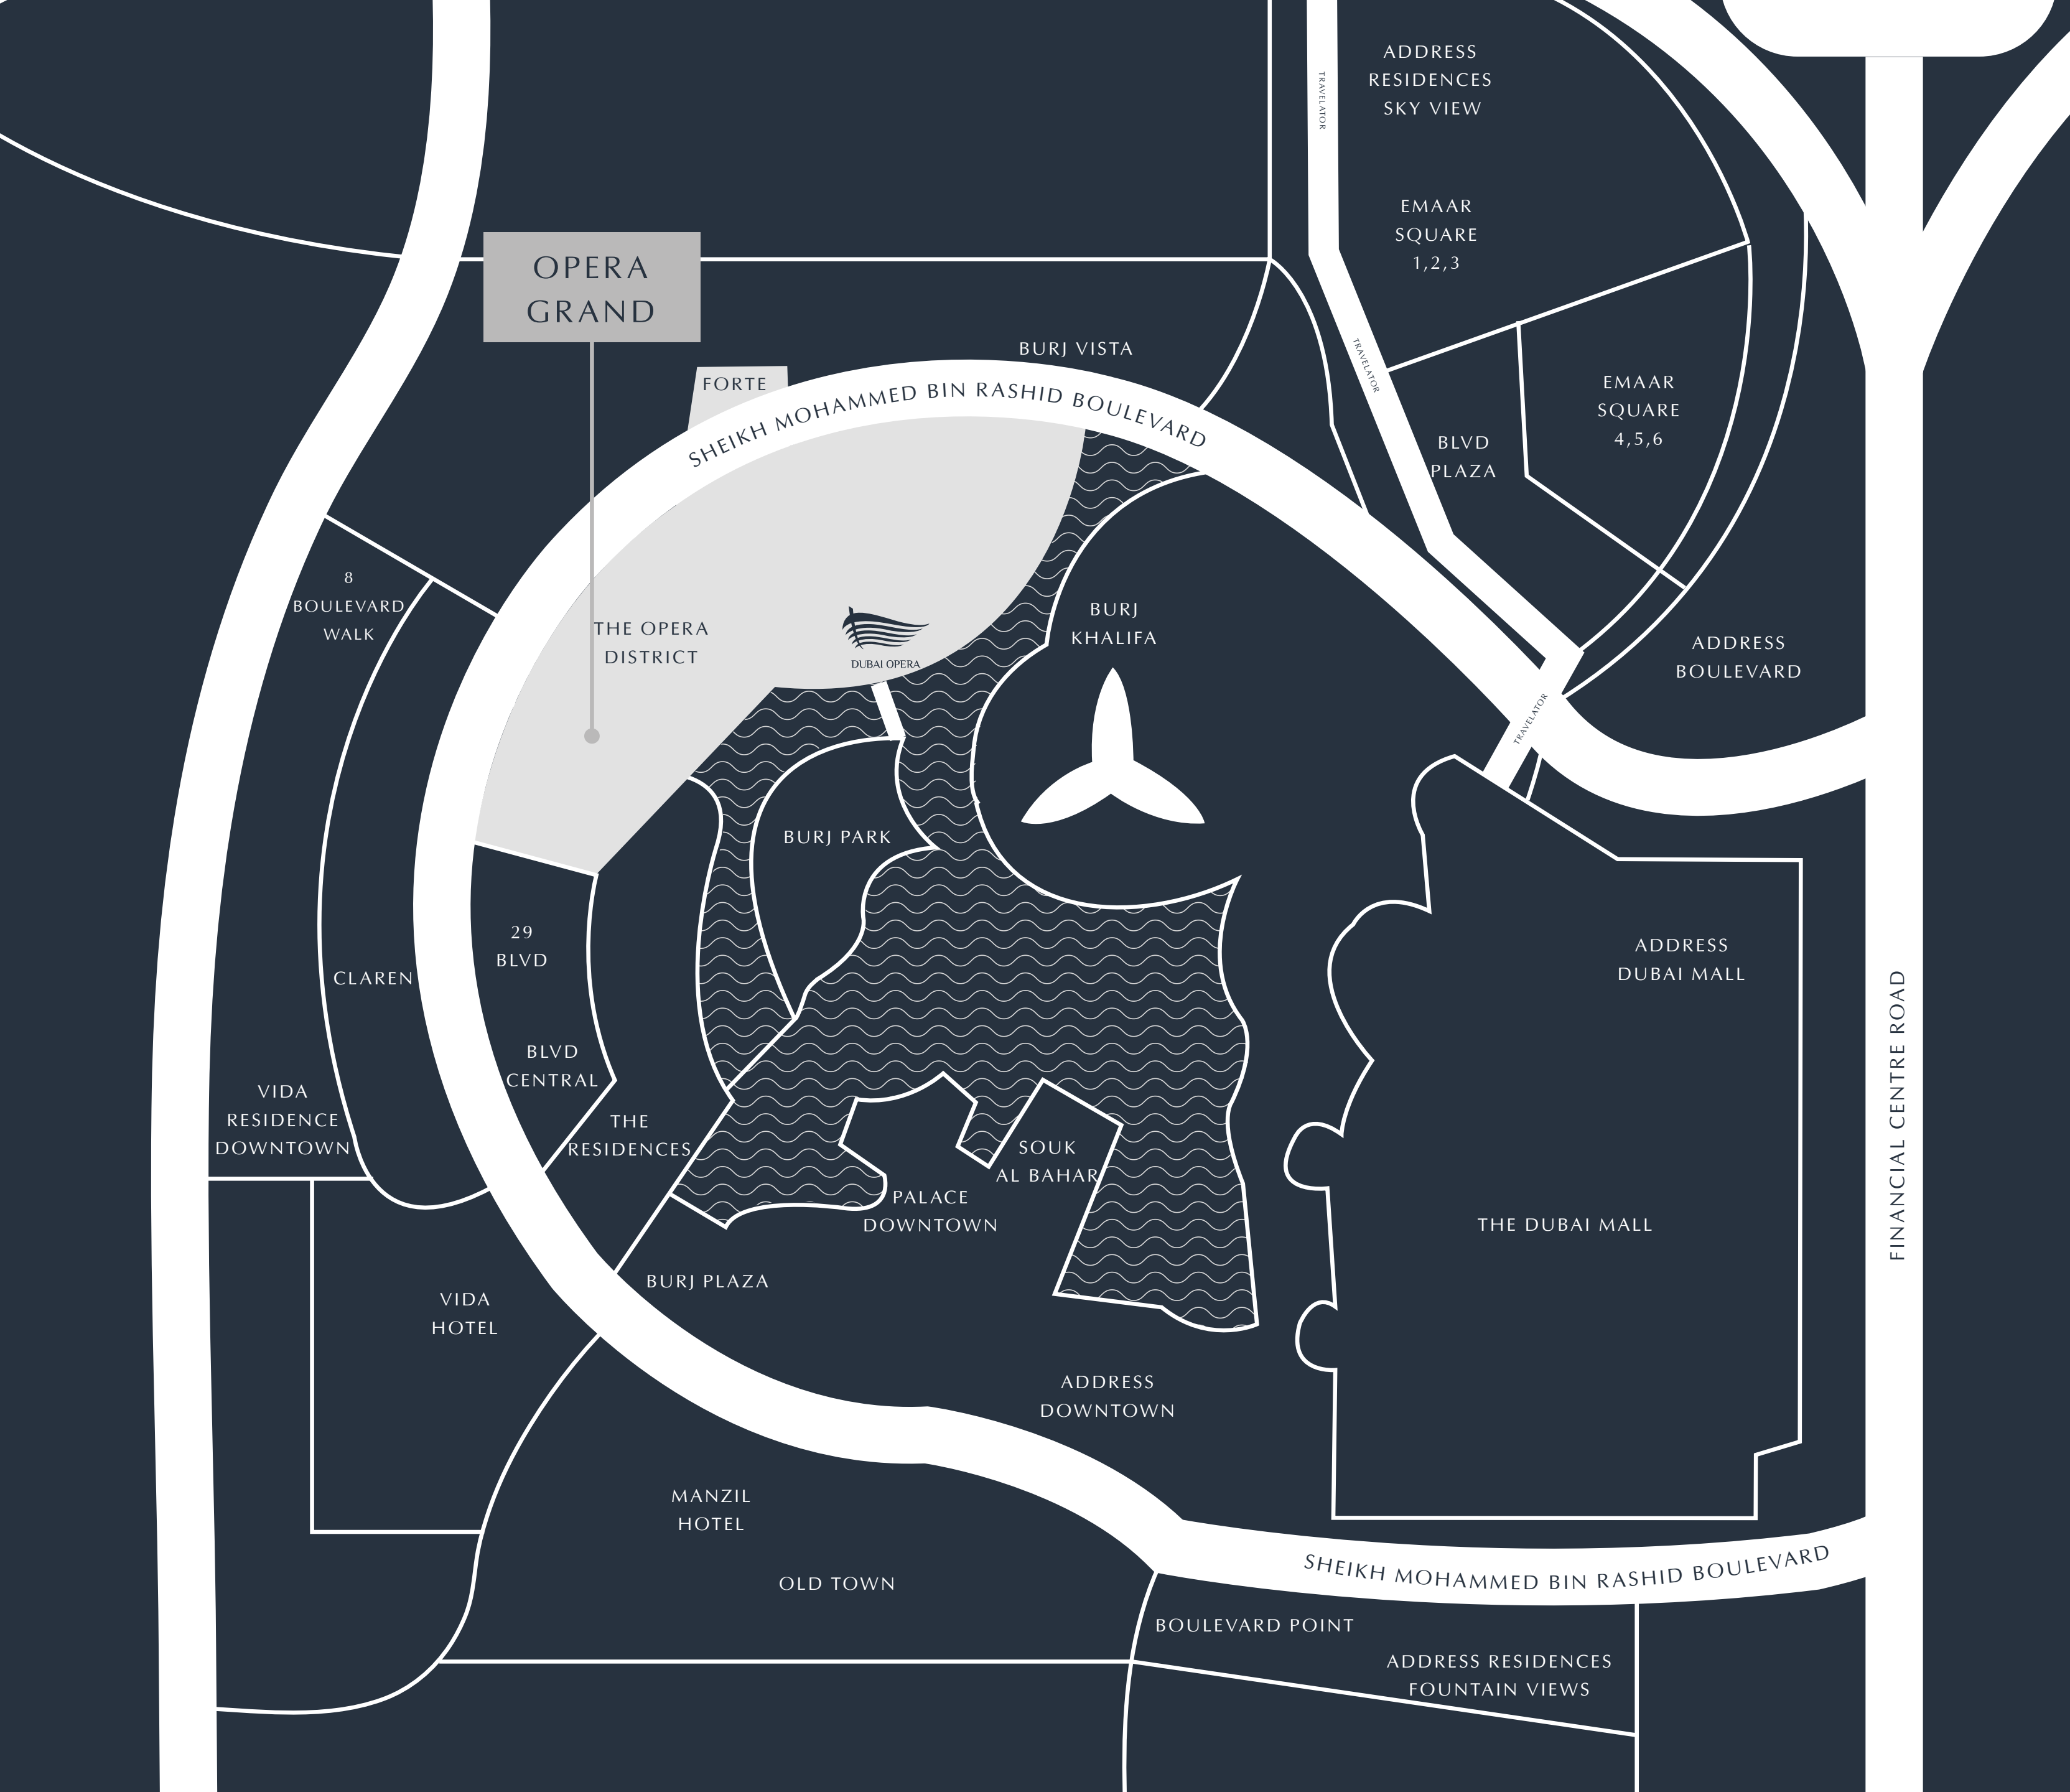 ADDRESS
RESIDENCES
SKY VIEW
TRAVELATOR
EMAAR
SQUARE
1,2,3
OPERA
GRAND
BURJ VISTA
FORTE
SHEIKH MOHAMMED BIN RASHID BOULEVARD
TRAVELATOR
EMAAR
SQUARE
4,5,6
BLVD
PLAZA
8
BOULEVARD
WALK
THE OPERA
DISTRICT
DUBAI OPERA
BURJ
KHALIFA
ADDRESS
BOULEVARD
TRAVELATOR
BURJ PARK
29
BLVD
CLAREN
ADDRESS
DUBAI MALL
BLVD
CENTRAL
VIDA
RESIDENCE
DOWNTOWN
THE
RESIDENCES
SOUK
AL BAHAR
PALACE
DOWNTOWN
THE DUBAI MALL
FINANCIAL CENTRE ROAD
BURJ PLAZA
VIDA
HOTEL
ADDRESS
DOWNTOWN
MANZIL
HOTEL
OLD TOWN
SHEIKH MOHAMMED BIN RASHID BOULEVARD
BOULEVARD POINT
ADDRESS RESIDENCES
FOUNTAIN VIEWS